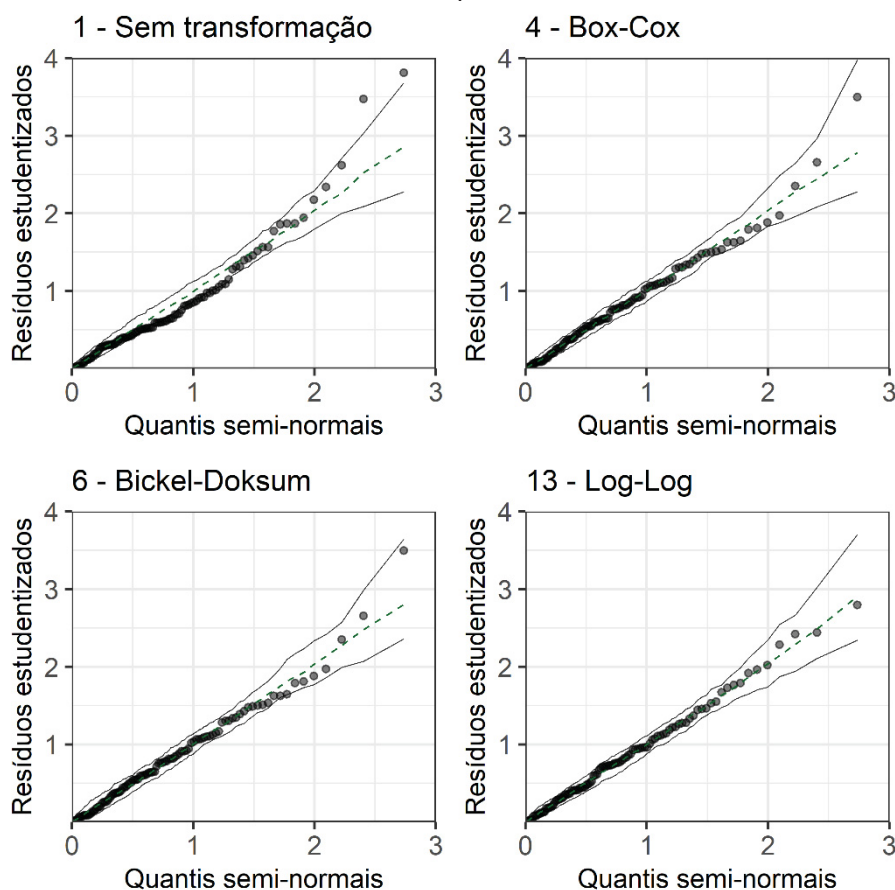 1 - Sem transformação
4
3
2
1
0
1
2
3
Resíduos estudentizados
Quantis semi-normais
4 - Box-Cox
4
3
2
1
0
1
2
3
Resíduos estudentizados
Quantis semi-normais
6 - Bickel-Doksum
4
3
2
1
0
1
2
3
Resíduos estudentizados
Quantis semi-normais
13 - Log-Log
4
3
2
1
0
1
2
3
Resíduos estudentizados
Quantis semi-normais